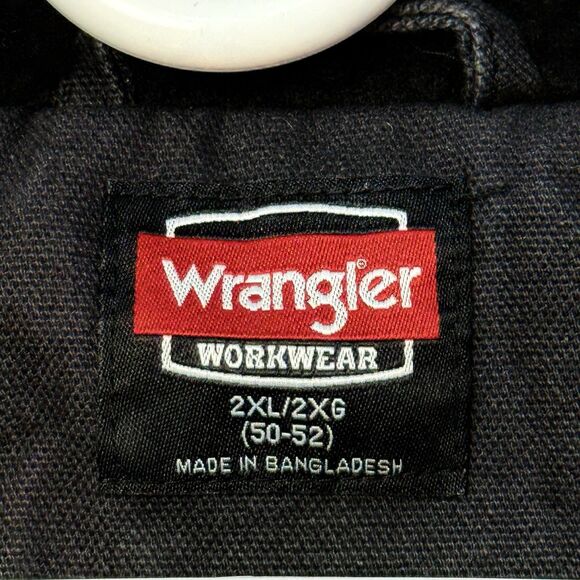 Wrangler®
WORKWEAR
2XL/2XG
(50-52)
MADE IN BANGLADESH